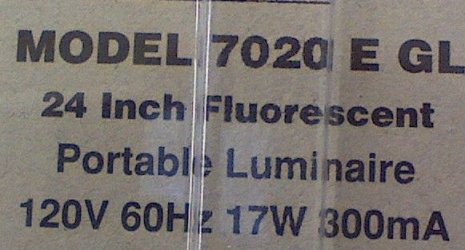 MODEL 7020 E GL
24 Inch Fluorescent
Portable Luminaire
120V 60Hz 17W 300mA